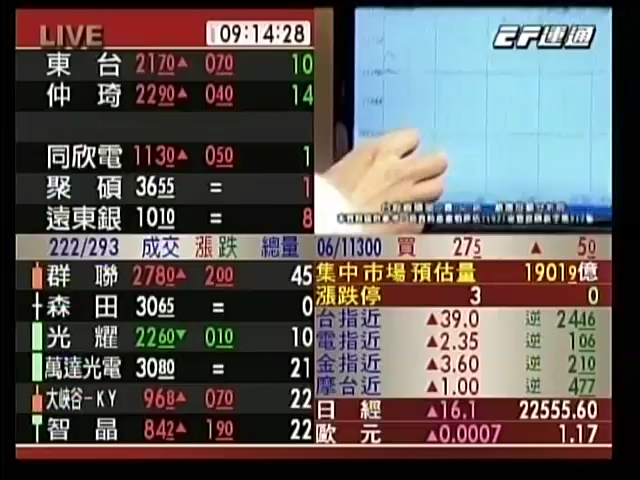 LIVE 09:14:28
EF連通
東台 2170▲ 070 10
仲琦 2290▲ 040 14
同欣電 1130▲ 050 1
聚碩 3655 = 1
遠東銀 1010 = 8
222/293 成交 漲跌 總量
群聯 2780▲ 200 45
森田 3065 = 0
光耀 2260▼ 010 10
萬達光電 3080 = 21
大峽谷-KY 968▲ 070 22
智晶 842▲ 190 22
06/11300 買 275 ▲ 50
集中市場預估量 19019億
漲跌停 3 0
台指近 ▲39.0 逆 2446
電指近 ▲2.35 逆 106
金指近 ▲3.60 逆 210
摩台近 ▲1.00 逆 477
日經 ▲16.1 22555.60
歐元 ▲0.0007 1.17